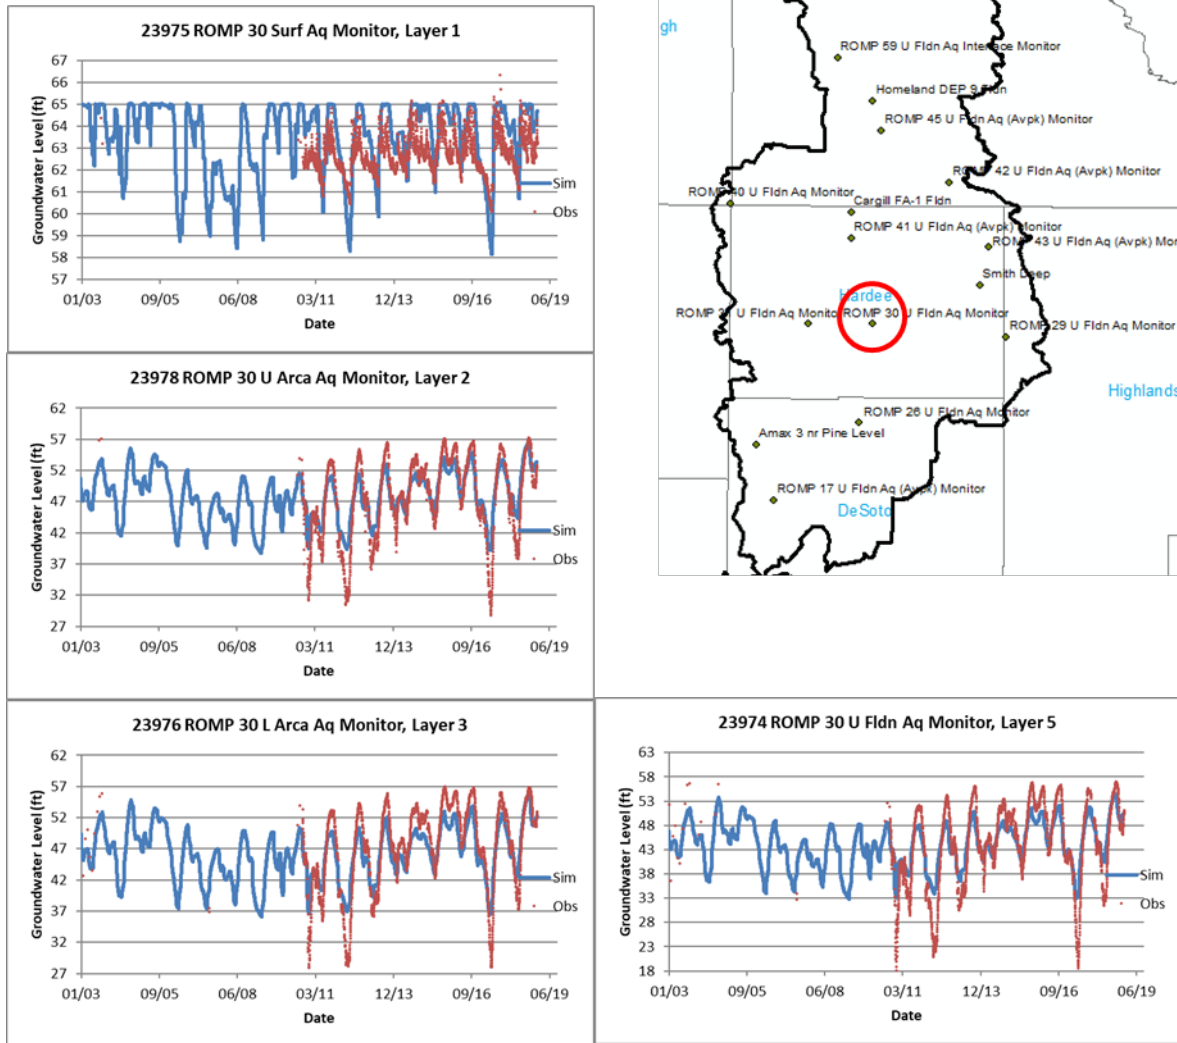 23975 ROMP 30 Surf Aq Monitor, Layer 1
Groundwater Level (ft)
67
66
65
64
63
62
61
60
59
58
57
01/03 09/05 06/08 03/11 12/13 09/16 06/19
Date
Sim
Obs
gh
ROMP 59 U Fldn Aq Interface Monitor
Homeland DEP 9 Fldn
ROMP 45 U Fldn Aq (Avpk) Monitor
ROMP 42 U Fldn Aq (Avpk) Monitor
ROMP 40 U Fldn Aq Monitor
Cargill FA-1 Fldn
ROMP 41 U Fldn Aq (Avpk) Monitor
ROMP 43 U Fldn Aq (Avpk) Mor
Smith Deep
Hardee
ROMP 3 U Fldn Aq Monitor
ROMP 30 U Fldn Aq Monitor
ROMP 29 U Fldn Aq Monitor
Highlands
ROMP 26 U Fldn Aq Monitor
Amax 3 nr Pine Level
ROMP 17 U Fldn Aq (Avpk) Monitor
DeSoto
23978 ROMP 30 U Arca Aq Monitor, Layer 2
Groundwater Level (ft)
62
57
52
47
42
37
32
27
01/03 09/05 06/08 03/11 12/13 09/16 06/19
Date
Sim
Obs
23976 ROMP 30 L Arca Aq Monitor, Layer 3
Groundwater Level (ft)
62
57
52
47
42
37
32
27
01/03 09/05 06/08 03/11 12/13 09/16 06/19
Date
Sim
Obs
23974 ROMP 30 U Fldn Aq Monitor, Layer 5
Groundwater Level (ft)
63
58
53
48
43
38
33
28
23
18
01/03 09/05 06/08 03/11 12/13 09/16 06/19
Date
Sim
Obs